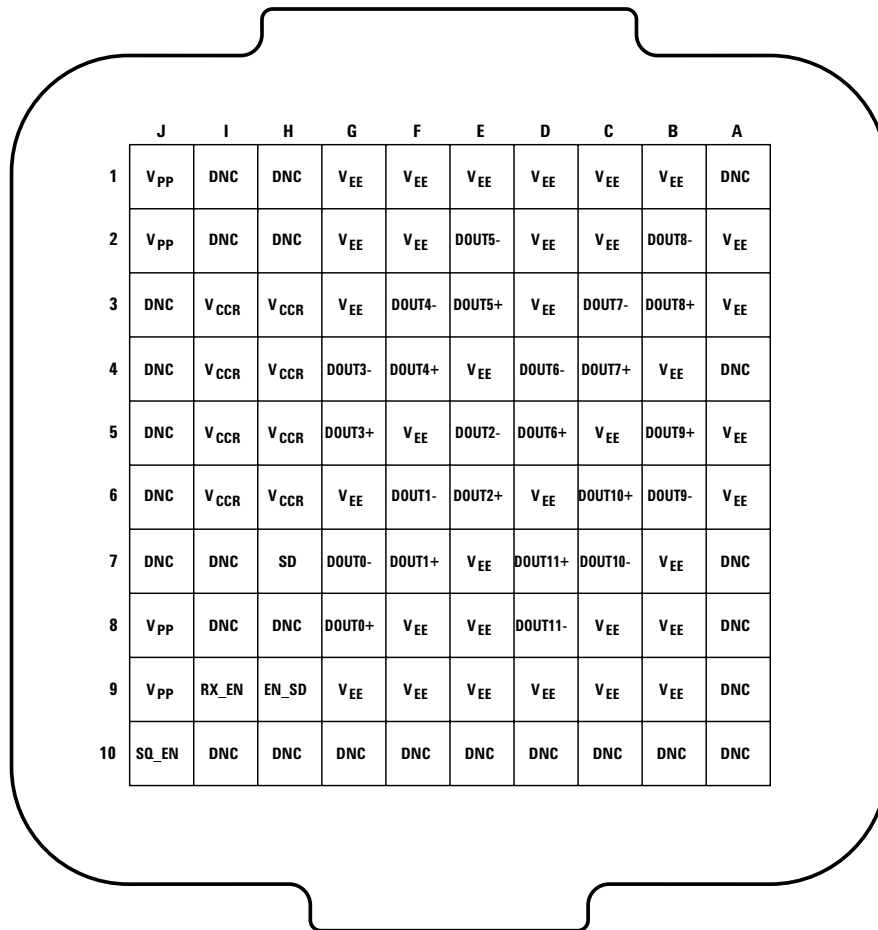 J I H G F E D C B A
1 VPP DNC DNC VEE VEE VEE VEE VEE VEE DNC
2 VPP DNC DNC VEE VEE DOUT5- VEE VEE DOUT8- VEE
3 DNC VCCR VCCR VEE DOUT4- DOUT5+ VEE DOUT7- DOUT8+ VEE
4 DNC VCCR VCCR DOUT3- DOUT4+ VEE DOUT6- DOUT7+ VEE DNC
5 DNC VCCR VCCR DOUT3+ VEE DOUT2- DOUT6+ VEE DOUT9+ VEE
6 DNC VCCR VCCR VEE DOUT1- DOUT2+ VEE DOUT10+ DOUT9- VEE
7 DNC DNC SD DOUT0- DOUT1+ VEE DOUT11+ DOUT10- VEE DNC
8 VPP DNC DNC DOUT0+ VEE VEE DOUT11- VEE VEE DNC
9 VPP RX_EN EN_SD VEE VEE VEE VEE VEE VEE DNC
10 SQ_EN DNC DNC DNC DNC DNC DNC DNC DNC DNC